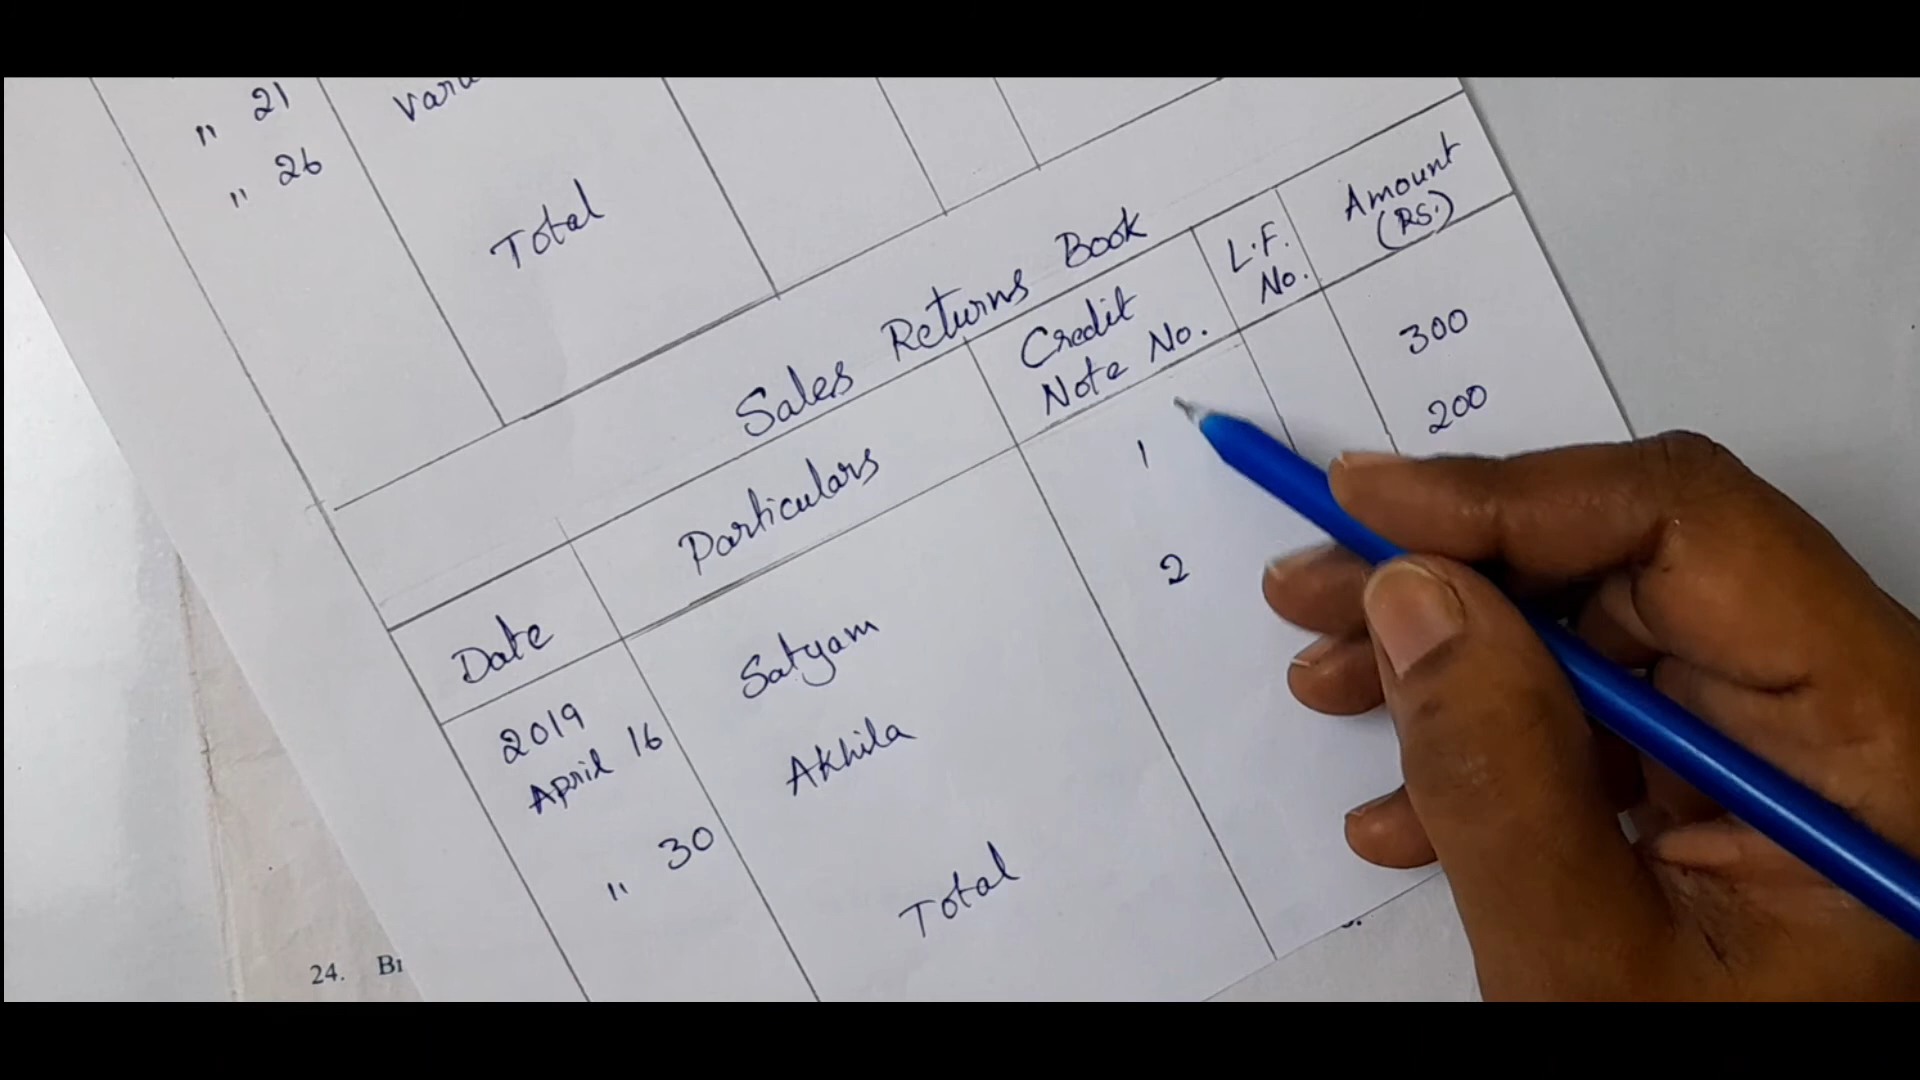 " 21
" 26
Total
Sales Returns Book
Date Particulars Credit Note No. L.F. No. Amount (RS.)
2019
April 16 Satyam 1 300
" 30 Akhila 2 200
Total
24.